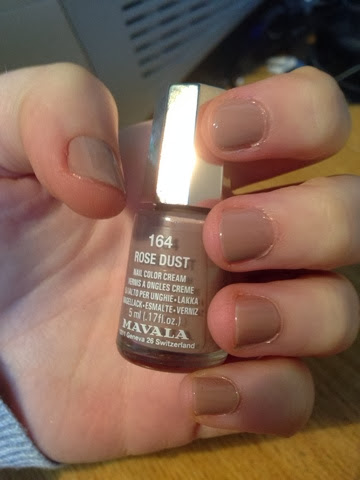 164
ROSE DUST
NAIL COLOR CREAM
VERNIS A ONGLES CREME
SMALTO PER UNGHIE-LAKKA
NAGELLACK-ESMALTE-VERNIZ
5 ml (.17fl.oz.)
MAVALA
Geneva 26 Switzerland